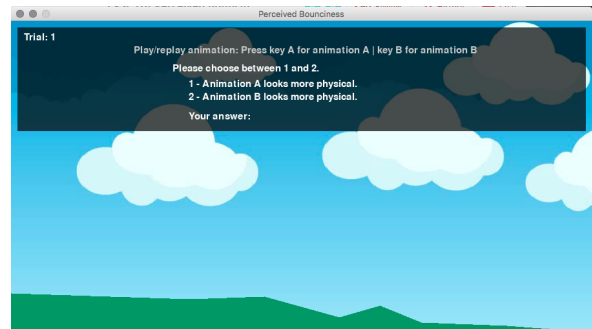 Perceived Bounciness
Trial: 1
Play/replay animation: Press key A for animation A | key B for animation B
Please choose between 1 and 2.
1 - Animation A looks more physical.
2 - Animation B looks more physical.
Your answer: